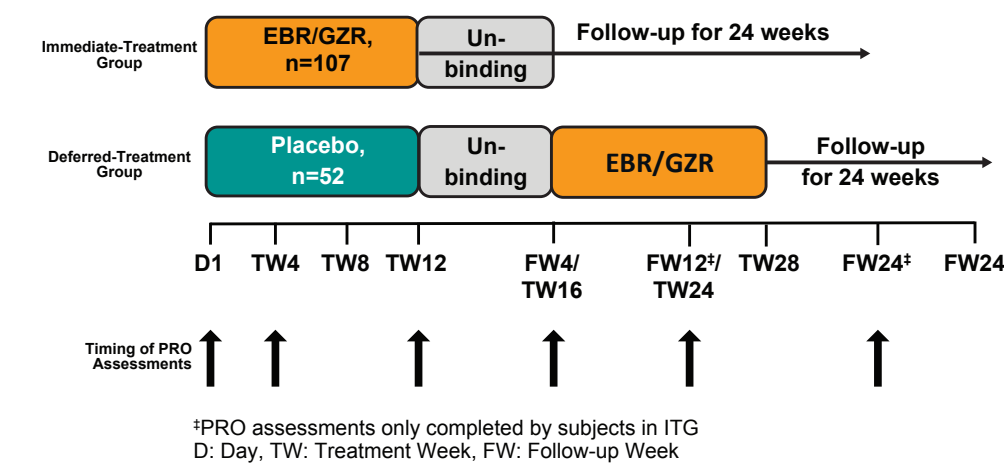 Immediate-Treatment
Group
EBR/GZR,
n=107
Un-
binding
Follow-up for 24 weeks
Deferred-Treatment
Group
Placebo,
n=52
Un-
binding
EBR/GZR
Follow-up
for 24 weeks
D1 TW4 TW8 TW12 FW4/ FW12‡/ TW28 FW24‡ FW24
TW16 TW24
Timing of PRO
Assessments
‡PRO assessments only completed by subjects in ITG
D: Day, TW: Treatment Week, FW: Follow-up Week